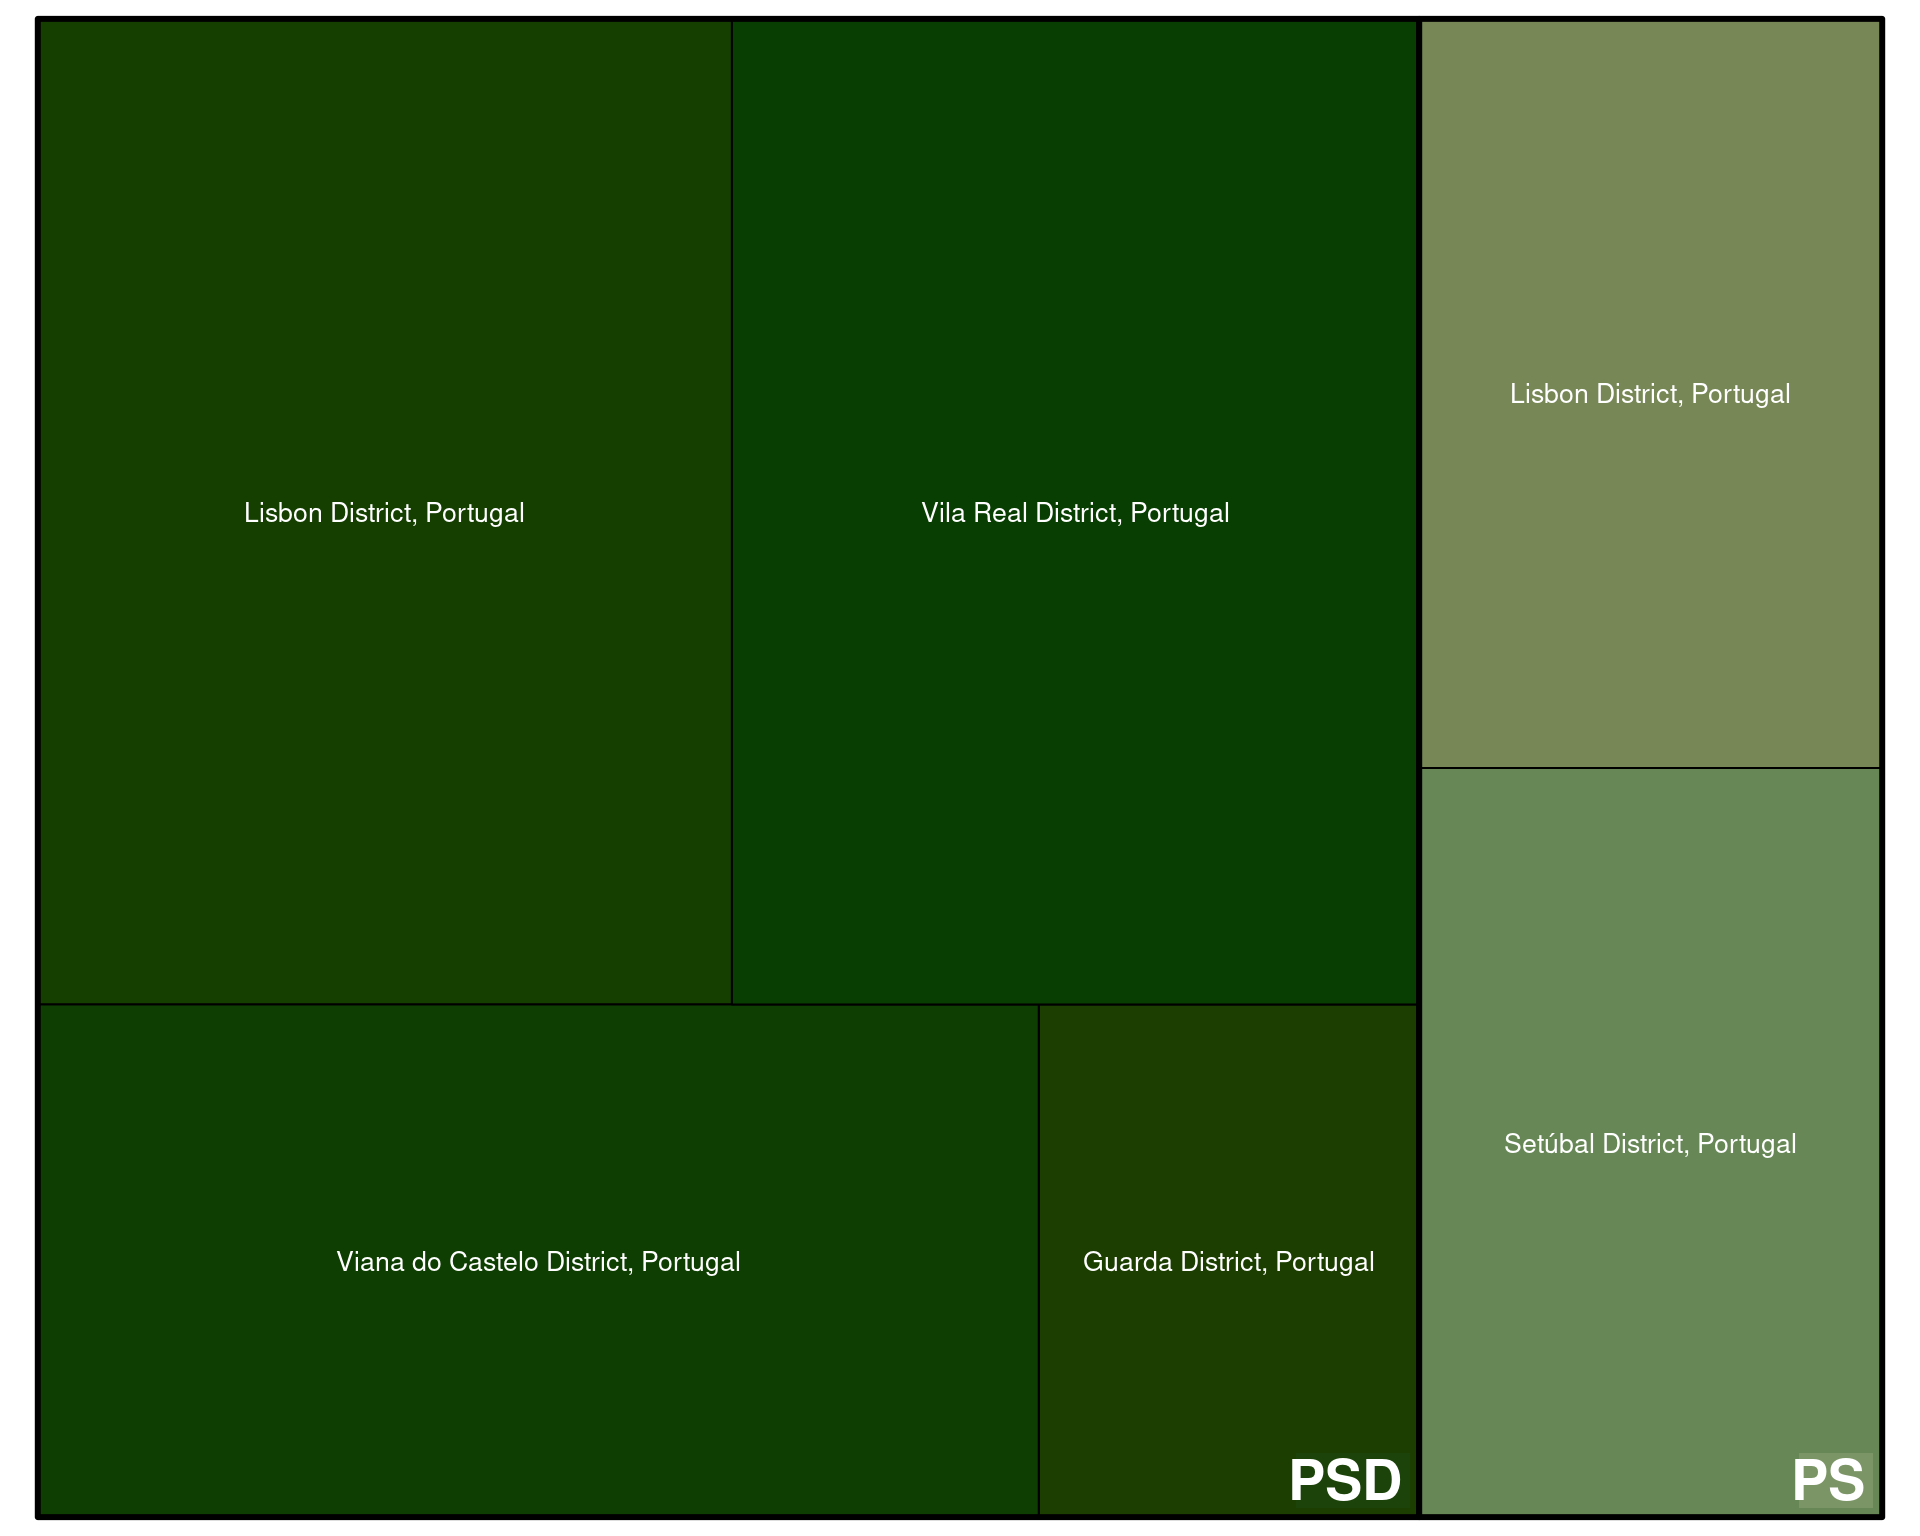 Lisbon District, Portugal
Lisbon District, Portugal
Vila Real District, Portugal
Setúbal District, Portugal
Viana do Castelo District, Portugal
Guarda District, Portugal
PSD
PS